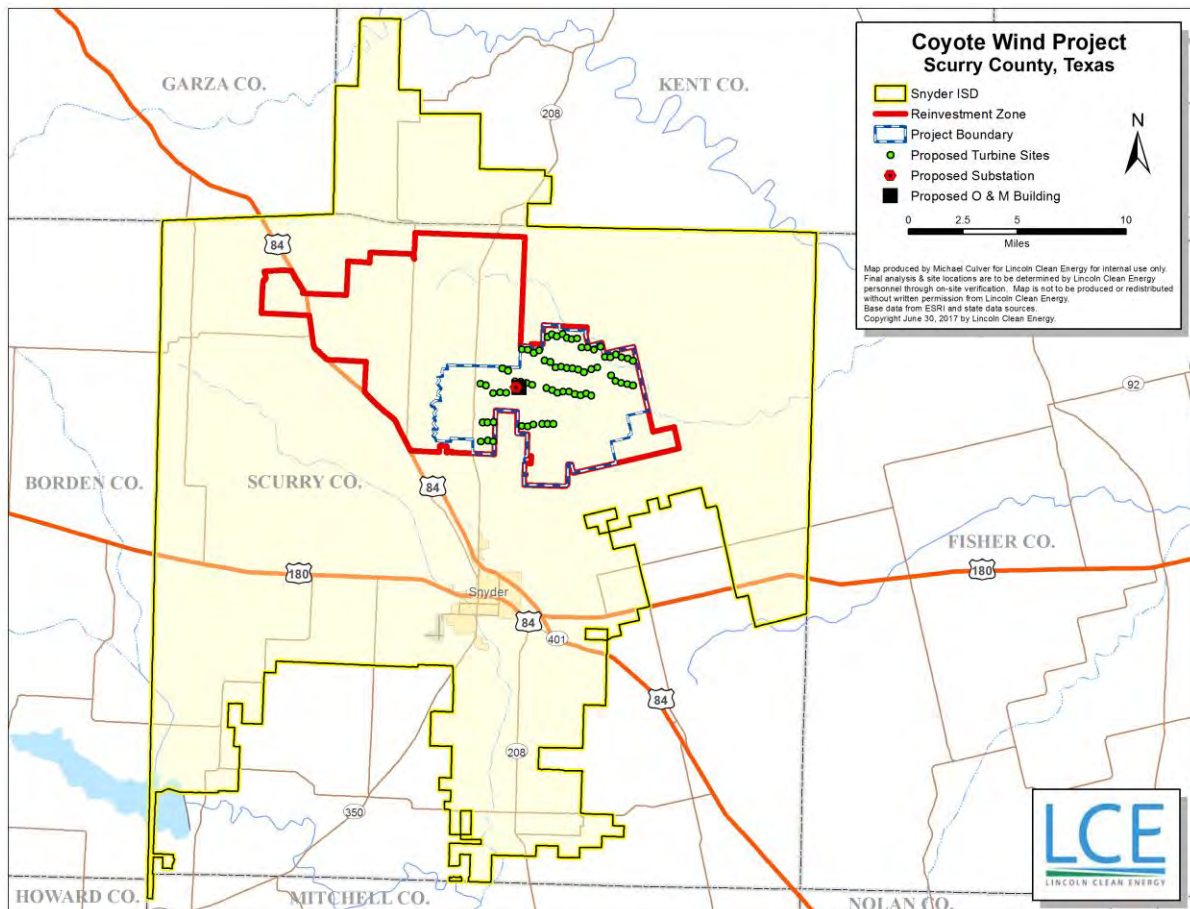 Coyote Wind Project
Scurry County, Texas
Snyder ISD
Reinvestment Zone
Project Boundary
Proposed Turbine Sites
Proposed Substation
Proposed O & M Building
N
0 2.5 5 10
Miles
Map produced by Michael Culver for Lincoln Clean Energy for internal use only.
Final analysis & site locations are to be determined by Lincoln Clean Energy
personnel through on-site verification. Map is not to be produced or redistributed
without written permission from Lincoln Clean Energy.
Base data from ESRI and state data sources.
Copyright June 30, 2017 by Lincoln Clean Energy.
GARZA CO.
KENT CO.
208
84
92
BORDEN CO.
SCURRY CO.
84
FISHER CO.
180
180
Snyder
84
401
84
208
350
HOWARD CO.
MITCHELL CO.
NOLAN CO.
LCE
LINCOLN CLEAN ENERGY